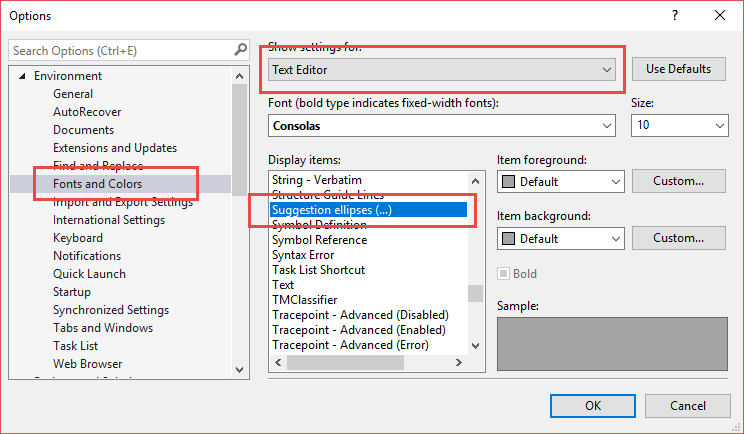 Options
Search Options (Ctrl+E)
Environment
General
AutoRecover
Documents
Extensions and Updates
Find and Replace
Fonts and Colors
Import and Export Settings
International Settings
Keyboard
Notifications
Quick Launch
Startup
Synchronized Settings
Tabs and Windows
Task List
Web Browser
Show settings for:
Text Editor
Use Defaults
Font (bold type indicates fixed-width fonts):
Size:
Consolas
10
Display items:
String - Verbatim
Structure Guide Lines
Suggestion ellipses (...)
Symbol Definition
Symbol Reference
Syntax Error
Task List Shortcut
Text
TMClassifier
Tracepoint - Advanced (Disabled)
Tracepoint - Advanced (Enabled)
Tracepoint - Advanced (Error)
Item foreground:
Default
Custom...
Item background:
Default
Custom...
Bold
Sample:
OK
Cancel